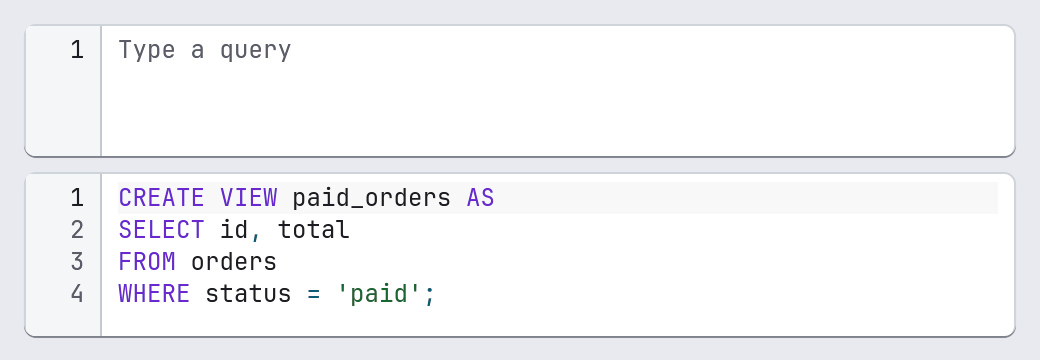 1 Type a query
1 CREATE VIEW paid_orders AS
2 SELECT id, total
3 FROM orders
4 WHERE status = 'paid';